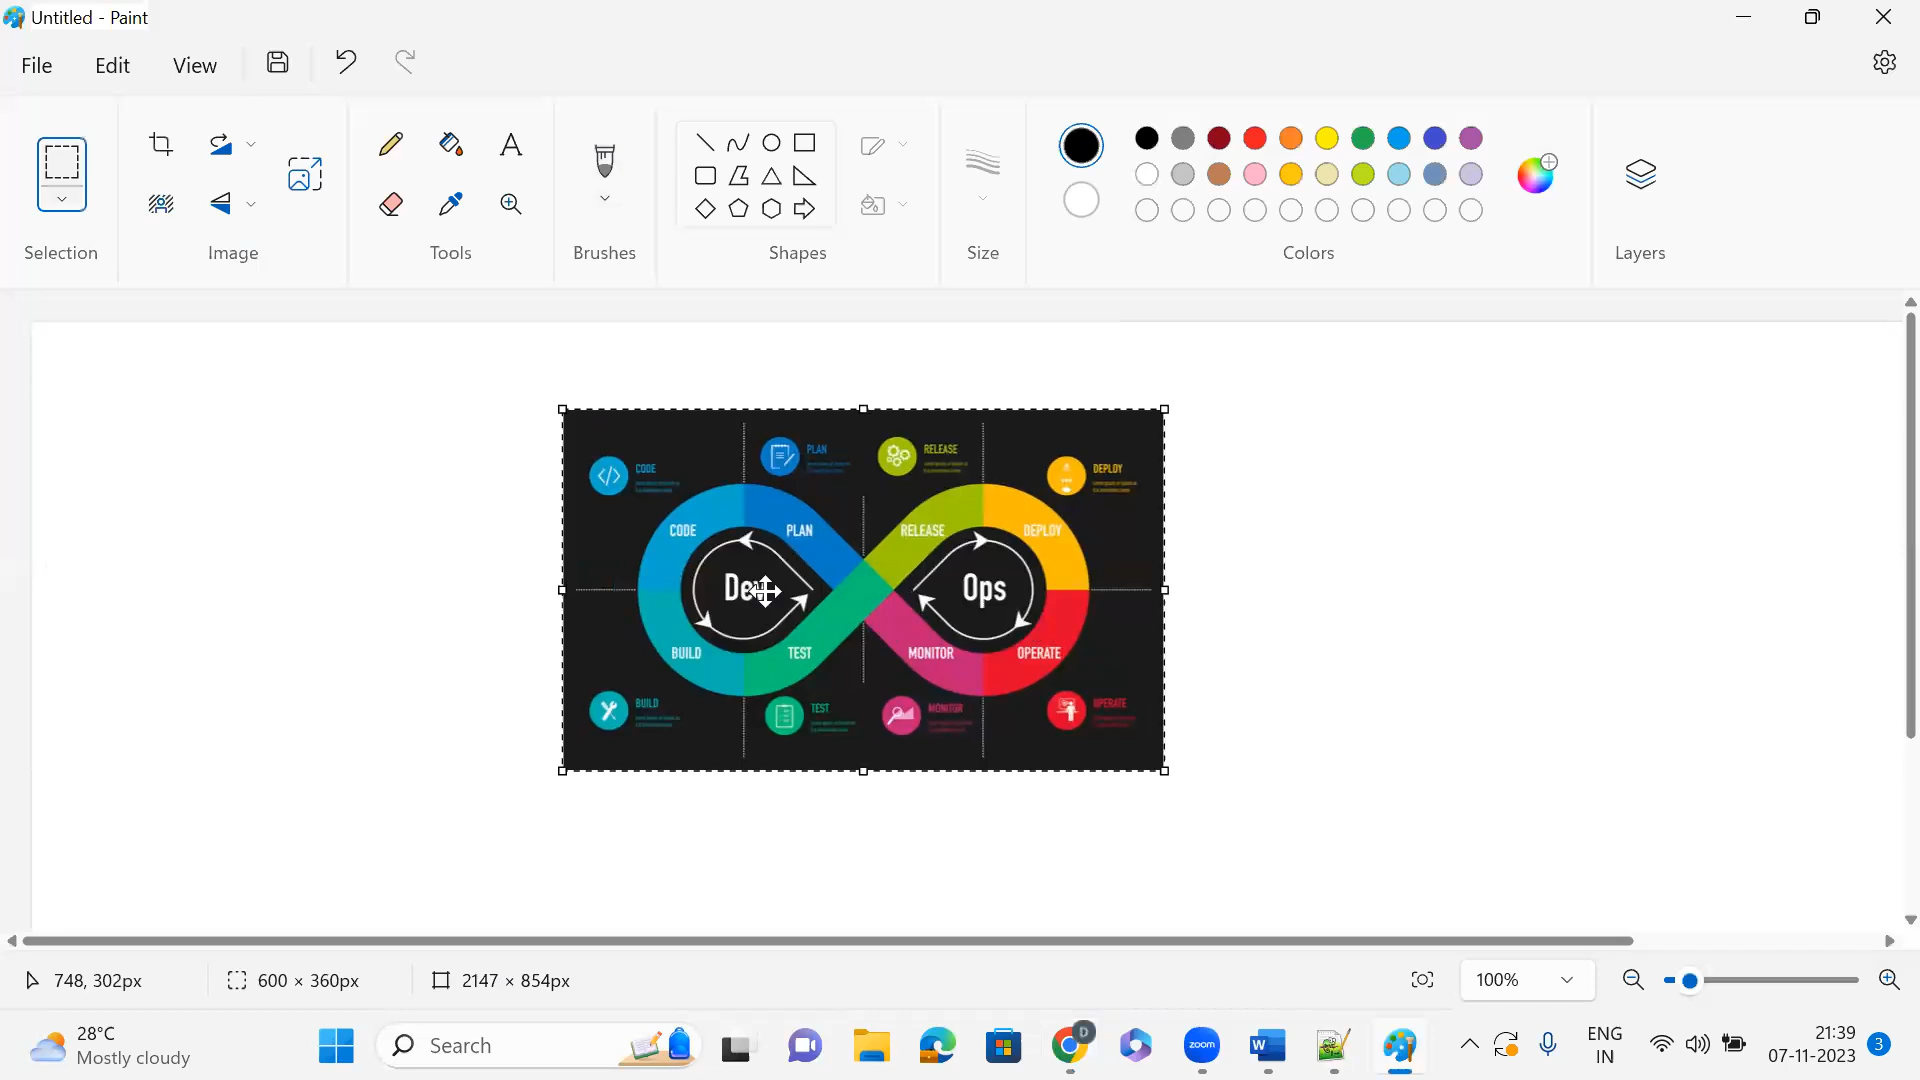 Untitled - Paint
File Edit View
Selection Image Tools Brushes Shapes Size Colors Layers
PLAN RELEASE
CODE DEPLOY
CODE PLAN RELEASE DEPLOY
Ops
BUILD TEST MONITOR OPERATE
BUILD TEST MONITOR OPERATE
748, 302px 600 × 360px 2147 × 854px 100%
28°C
Mostly cloudy
Search
D
zoom
W
ENG
IN
21:39
07-11-2023
3